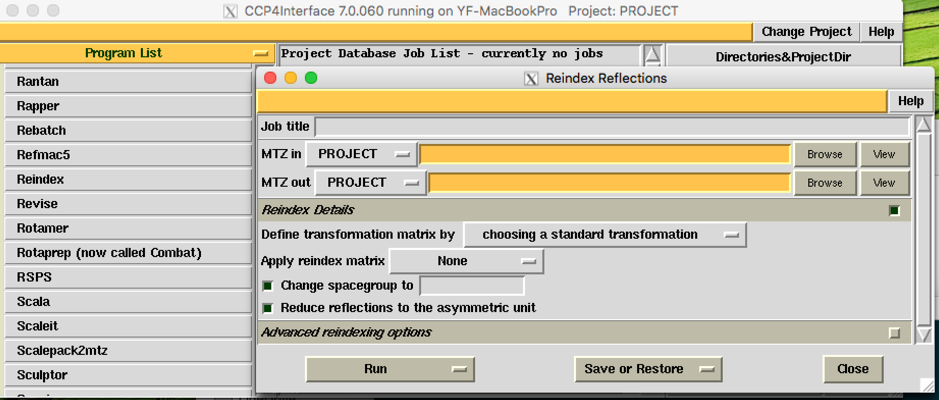 CCP4Interface 7.0.060 running on YF-MacBookPro   Project: PROJECT
Change Project
Help
Program List
Project Database Job List - currently no jobs
Directories&ProjectDir
Rantan
Rapper
Rebatch
Refmac5
Reindex
Revise
Rotamer
Rotaprep (now called Combat)
RSPS
Scala
Scaleit
Scalepack2mtz
Sculptor
Reindex Reflections
Help
Job title
MTZ in PROJECT Browse View
MTZ out PROJECT Browse View
Reindex Details
Define transformation matrix by choosing a standard transformation
Apply reindex matrix None
Change spacegroup to
Reduce reflections to the asymmetric unit
Advanced reindexing options
Run Save or Restore Close